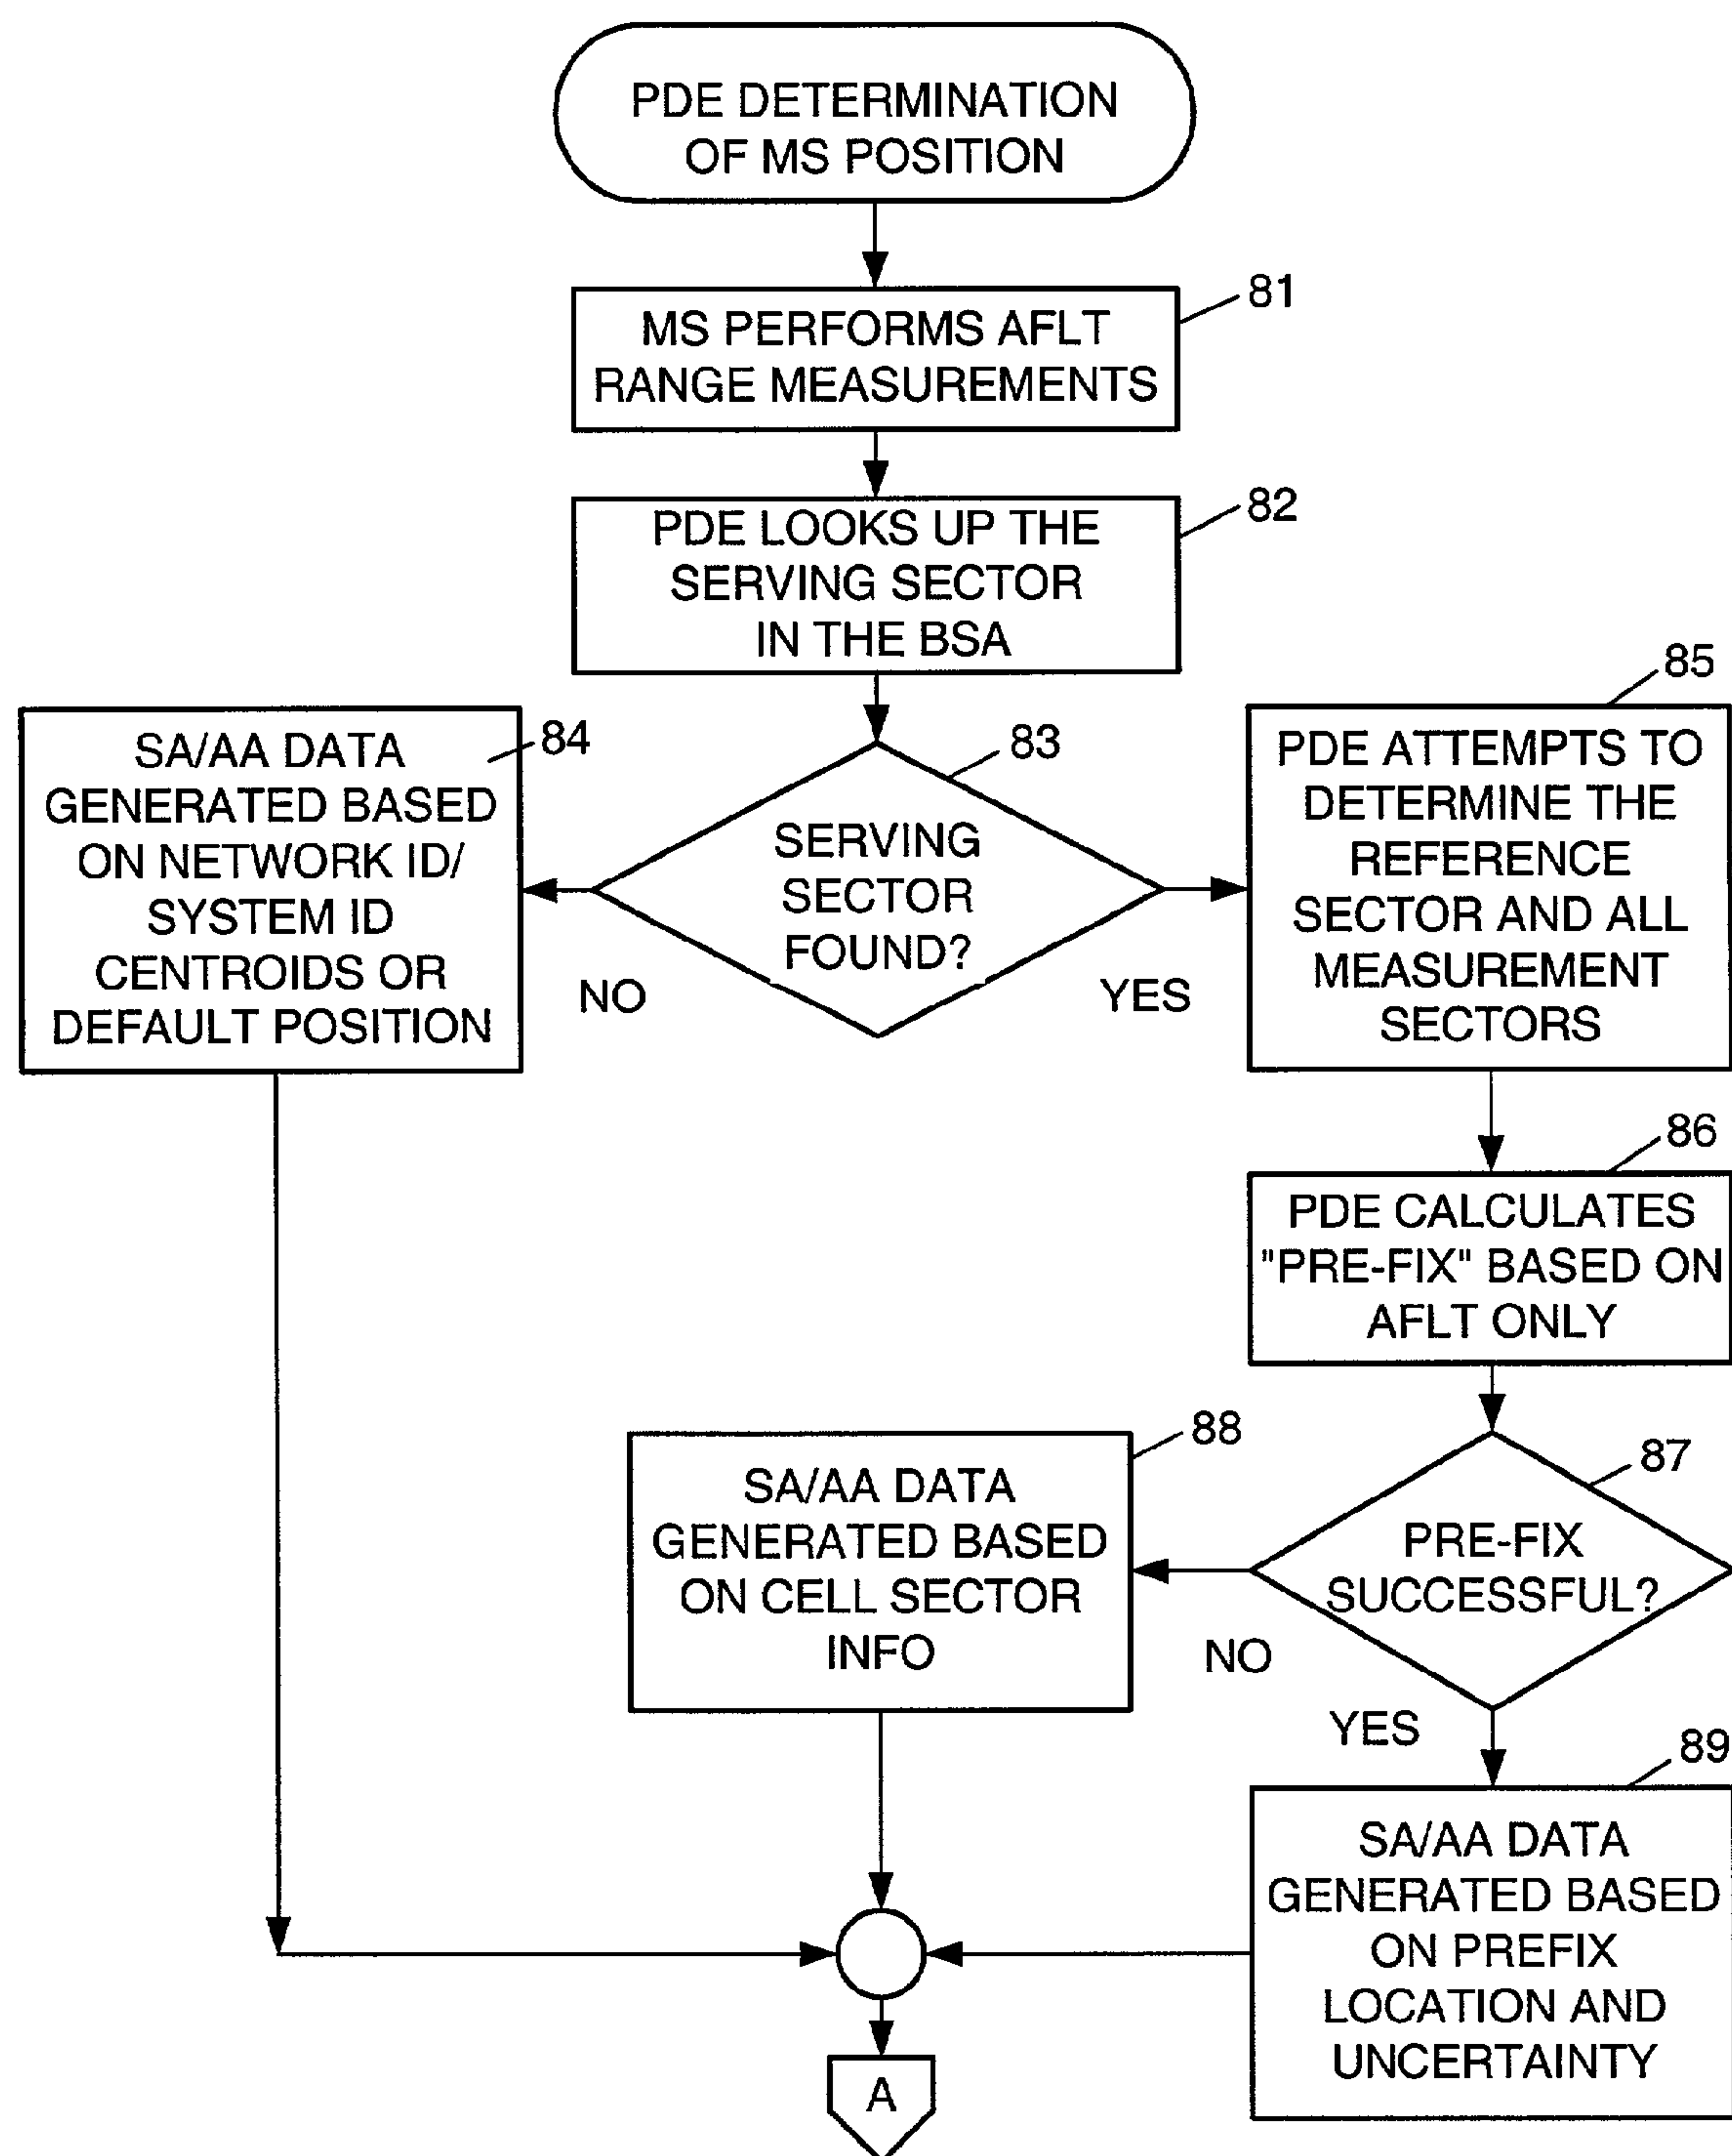 PDE DETERMINATION
OF MS POSITION
81
MS PERFORMS AFLT
RANGE MEASUREMENTS
82
PDE LOOKS UP THE
SERVING SECTOR
IN THE BSA
83
SERVING
SECTOR
FOUND?
NO
YES
84
SA/AA DATA
GENERATED BASED
ON NETWORK ID/
SYSTEM ID
CENTROIDS OR
DEFAULT POSITION
85
PDE ATTEMPTS TO
DETERMINE THE
REFERENCE
SECTOR AND ALL
MEASUREMENT
SECTORS
86
PDE CALCULATES
"PRE-FIX" BASED ON
AFLT ONLY
87
PRE-FIX
SUCCESSFUL?
NO
YES
88
SA/AA DATA
GENERATED BASED
ON CELL SECTOR
INFO
89
SA/AA DATA
GENERATED BASED
ON PREFIX
LOCATION AND
UNCERTAINTY
A